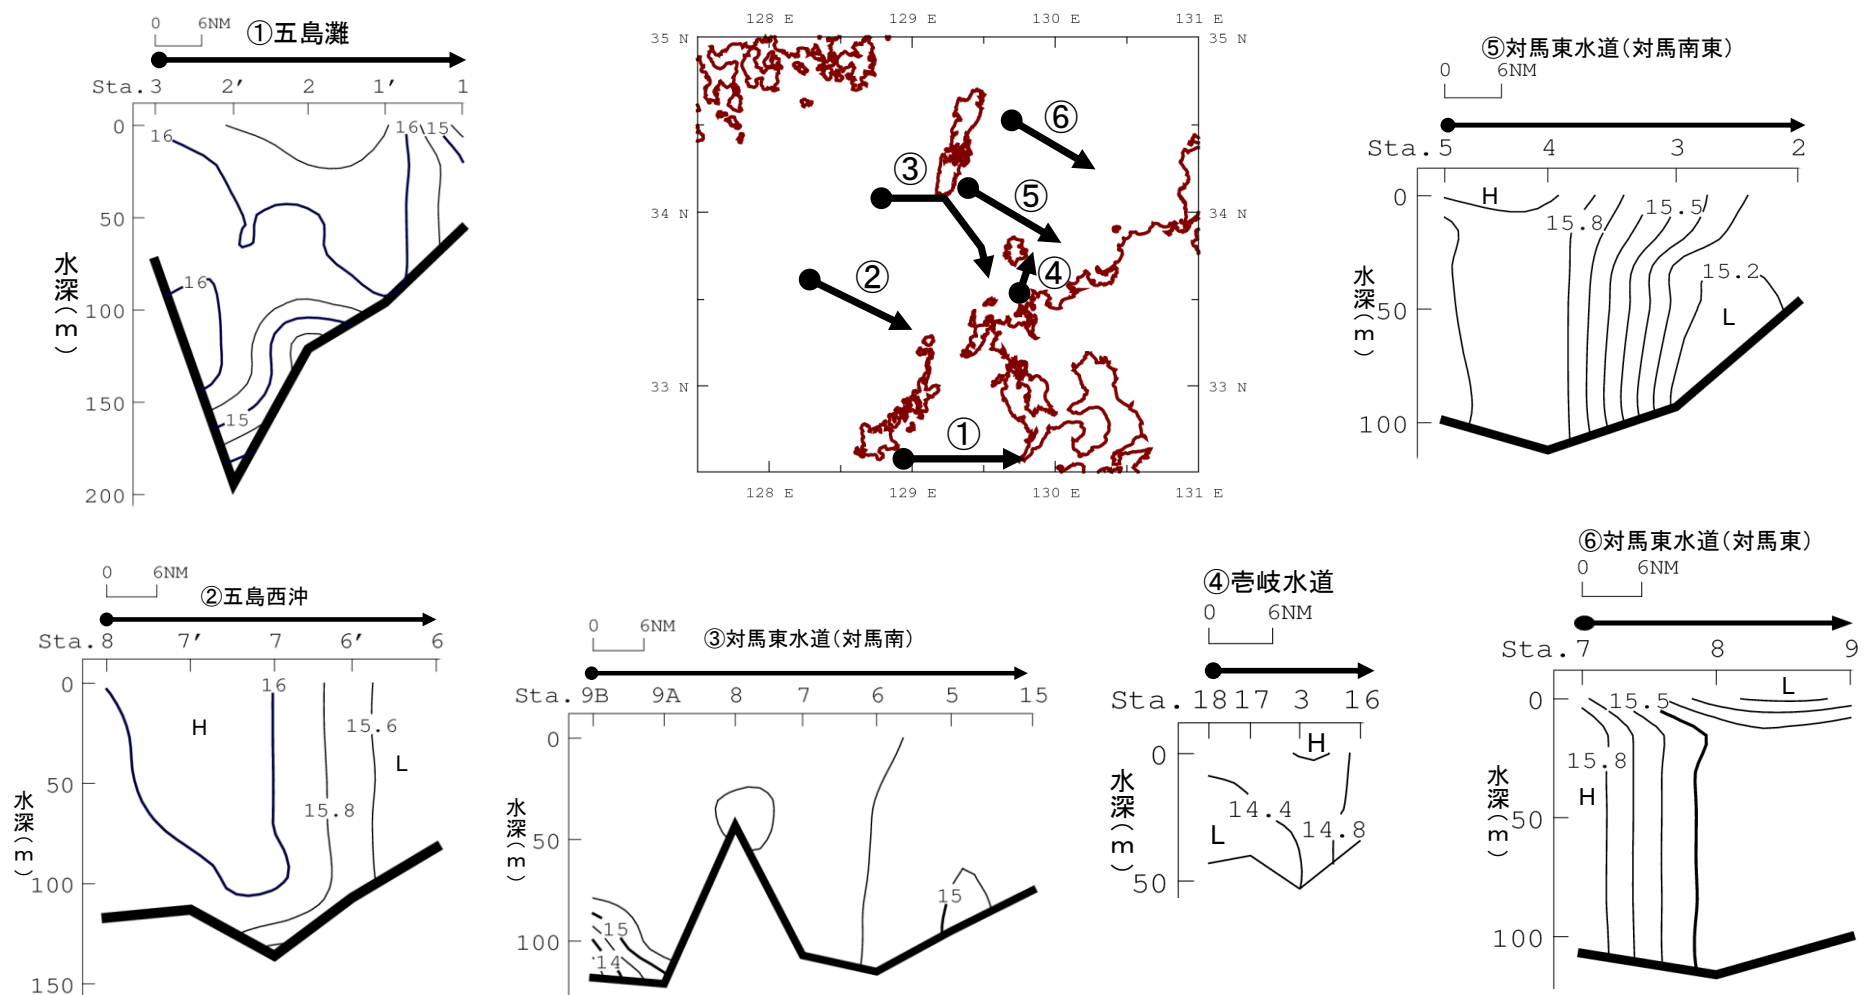 ①五島灘
0 6NM
Sta.3 2′ 2 1′ 1
0
50
100
150
200
水深(m)
16
16
15
16
15
128 E 129 E 130 E 131 E
35 N
34 N
33 N
35 N
34 N
33 N
128 E 129 E 130 E 131 E
①
②
③
④
⑤
⑥
⑤対馬東水道(対馬南東)
0 6NM
Sta.5 4 3 2
0
50
100
水深(m)
H
15.8
15.5
15.2
L
②五島西沖
0 6NM
Sta.8 7′ 7 6′ 6
0
50
100
150
水深(m)
16
H
15.6
L
15.8
③対馬東水道(対馬南)
0 6NM
Sta.9B 9A 8 7 6 5 15
0
50
100
水深(m)
15
14
15
④壱岐水道
0 6NM
Sta.18 17 3 16
0
50
水深(m)
H
14.4
L
14.8
⑥対馬東水道(対馬東)
0 6NM
Sta.7 8 9
0
50
100
水深(m)
15.5
L
15.8
H